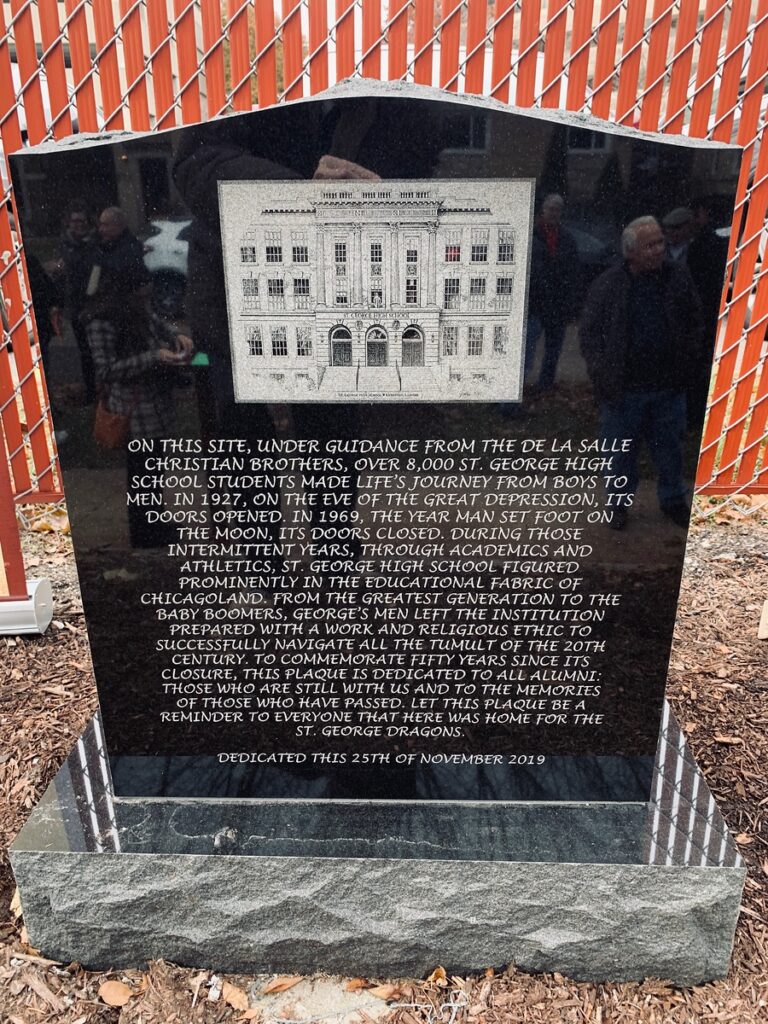 ST. GEORGE HIGH SCHOOL
ON THIS SITE, UNDER GUIDANCE FROM THE DE LA SALLE
CHRISTIAN BROTHERS, OVER 8,000 ST. GEORGE HIGH
SCHOOL STUDENTS MADE LIFE'S JOURNEY FROM BOYS TO
MEN. IN 1927, ON THE EVE OF THE GREAT DEPRESSION, ITS
DOORS OPENED. IN 1969, THE YEAR MAN SET FOOT ON
THE MOON, ITS DOORS CLOSED. DURING THOSE
INTERMITTENT YEARS, THROUGH ACADEMICS AND
ATHLETICS, ST. GEORGE HIGH SCHOOL FIGURED
PROMINENTLY IN THE EDUCATIONAL FABRIC OF
CHICAGOLAND. FROM THE GREATEST GENERATION TO THE
BABY BOOMERS, GEORGE'S MEN LEFT THE INSTITUTION
PREPARED WITH A WORK AND RELIGIOUS ETHIC TO
SUCCESSFULLY NAVIGATE ALL THE TUMULT OF THE 20TH
CENTURY. TO COMMEMORATE FIFTY YEARS SINCE ITS
CLOSURE, THIS PLAQUE IS DEDICATED TO ALL ALUMNI:
THOSE WHO ARE STILL WITH US AND TO THE MEMORIES
OF THOSE WHO HAVE PASSED. LET THIS PLAQUE BE A
REMINDER TO EVERYONE THAT HERE WAS HOME FOR THE
ST. GEORGE DRAGONS.
DEDICATED THIS 25TH OF NOVEMBER 2019